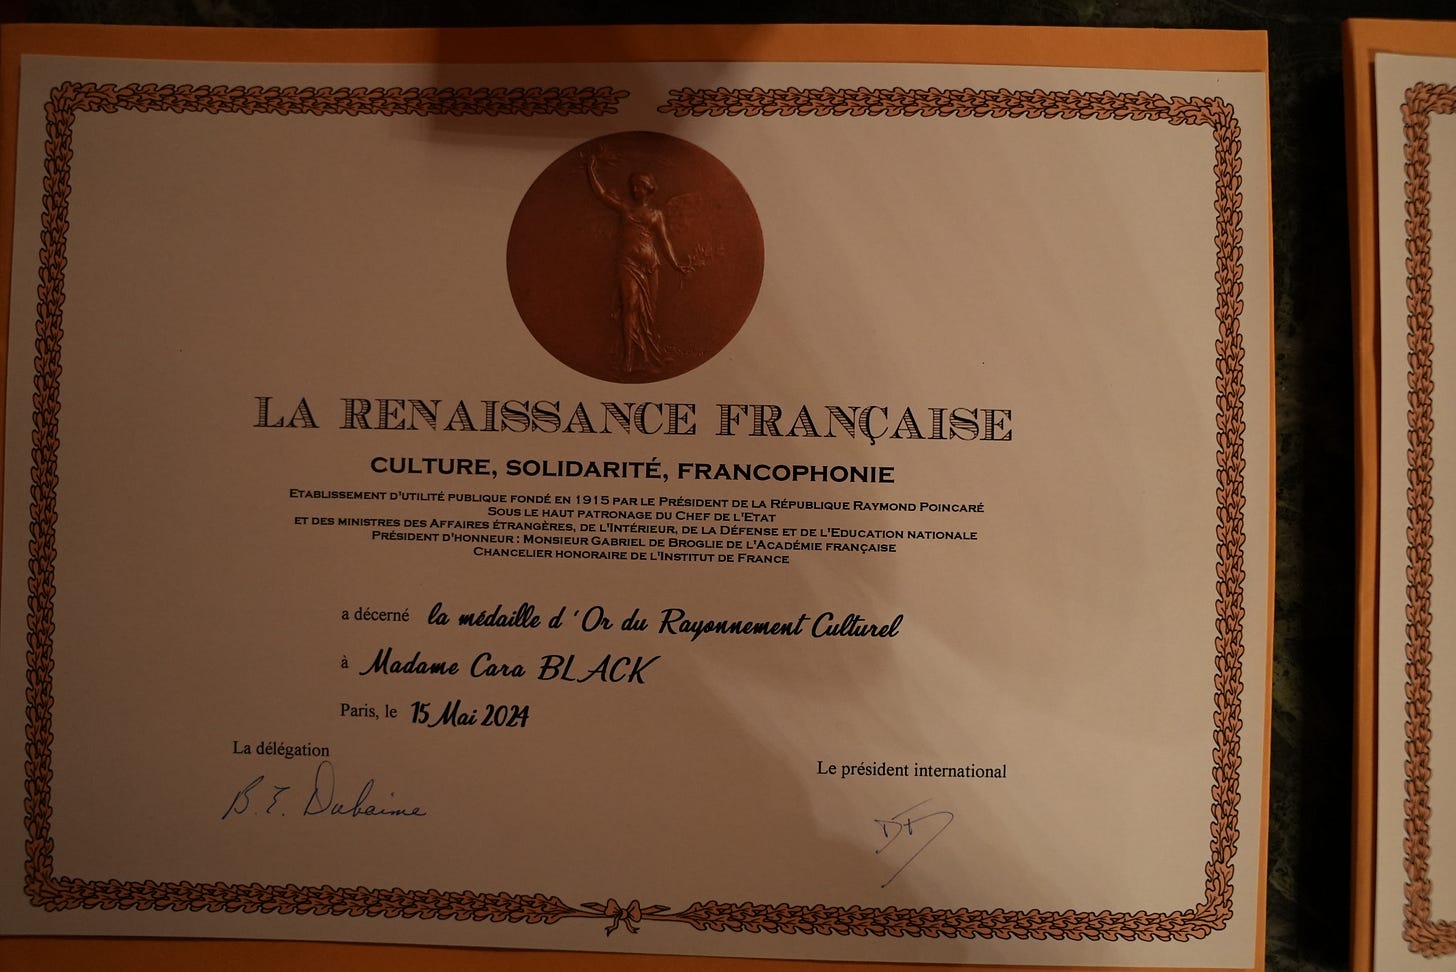 LA RENAISSANCE FRANÇAISE
CULTURE, SOLIDARITÉ, FRANCOPHONIE
ETABLISSEMENT D'UTILITÉ PUBLIQUE FONDÉ EN 1915 PAR LE PRÉSIDENT DE LA RÉPUBLIQUE RAYMOND POINCARÉ
SOUS LE HAUT PATRONAGE DU CHEF DE L'ETAT
ET DES MINISTRES DES AFFAIRES ÉTRANGÈRES, DE L'INTÉRIEUR, DE LA DÉFENSE ET DE L'EDUCATION NATIONALE
PRÉSIDENT D'HONNEUR : MONSIEUR GABRIEL DE BROGLIE DE L'ACADÉMIE FRANÇAISE
CHANCELIER HONORAIRE DE L'INSTITUT DE FRANCE
a décerné la médaille d'Or du Rayonnement Culturel
à Madame Cara BLACK
Paris, le 15 Mai 2024
La délégation
Le président international
B. E. Dubaime